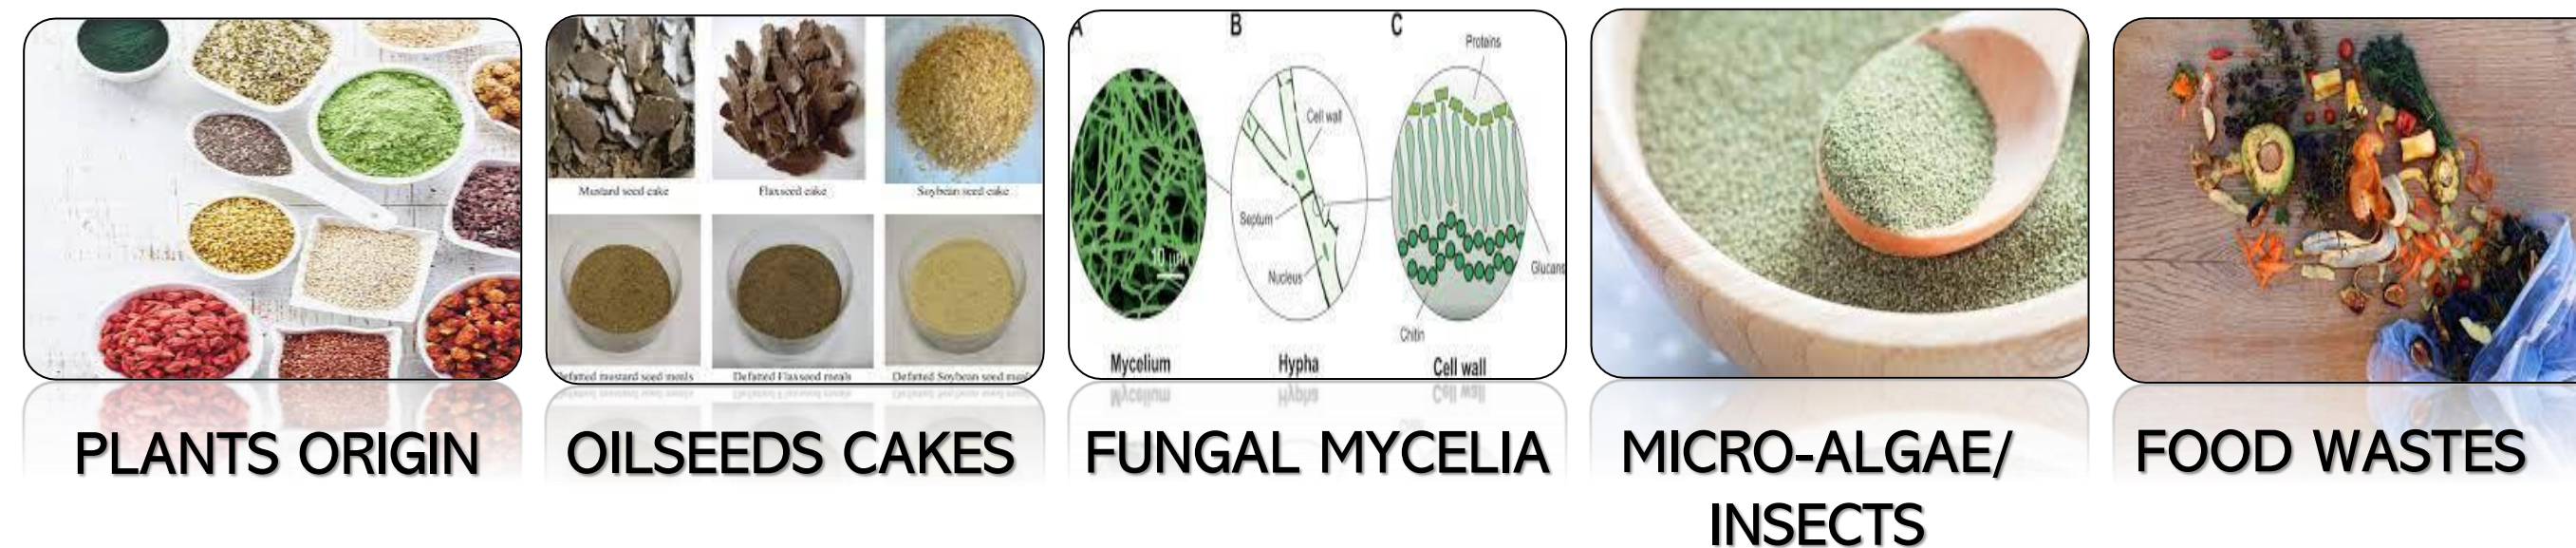 Mustard seed cake
Flaxseed cake
Soybean seed cake
Defatted mustard seed meals
Defatted Flaxseed meals
Defatted Soybean seed meals
A
B
C
Proteins
Cell wall
Septum
10 µm
Nucleus
Glucans
Chitin
Mycelium
Hypha
Cell wall
PLANTS ORIGIN
OILSEEDS CAKES
FUNGAL MYCELIA
MICRO-ALGAE/
INSECTS
FOOD WASTES